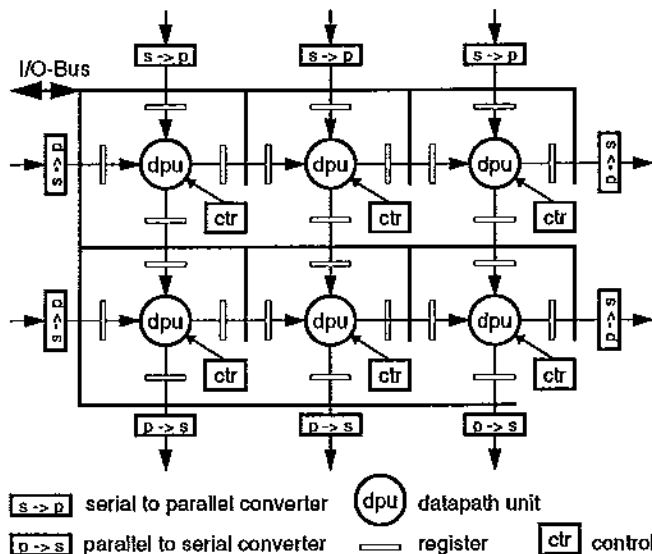 s -> p s -> p s -> p
I/O-Bus
s -> p dpu dpu dpu p -> s
ctr ctr ctr
s -> p dpu dpu dpu p -> s
ctr ctr ctr
p -> s p -> s p -> s
s -> p serial to parallel converter dpu datapath unit
p -> s parallel to serial converter register ctr control